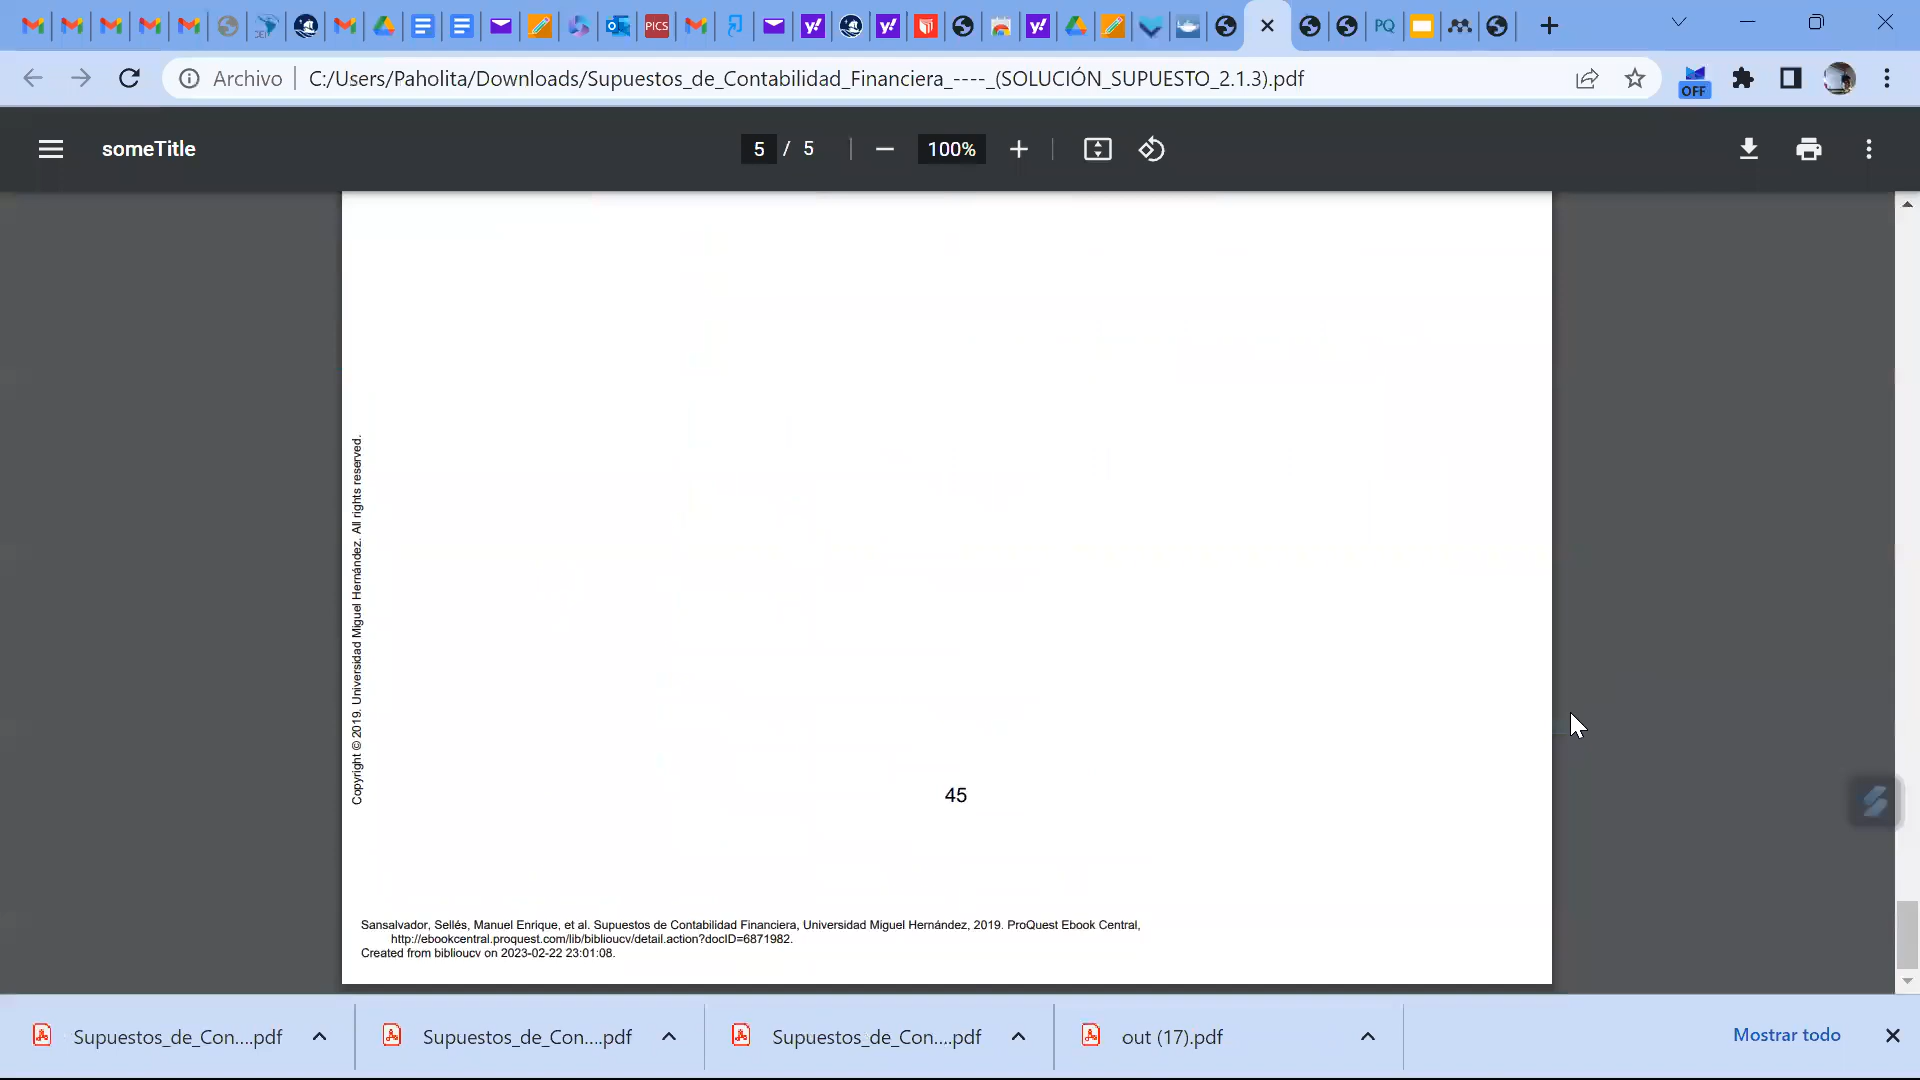 DEIP
PICS
y!
y!
y!
PQ
Archivo
C:/Users/Paholita/Downloads/Supuestos_de_Contabilidad_Financiera_----_(SOLUCIÓN_SUPUESTO_2.1.3).pdf
OFF
someTitle
5 / 5
100%
Copyright © 2019. Universidad Miguel Hernández. All rights reserved.
45
Sansalvador, Sellés, Manuel Enrique, et al. Supuestos de Contabilidad Financiera, Universidad Miguel Hernández, 2019. ProQuest Ebook Central,
http://ebookcentral.proquest.com/lib/biblioucv/detail.action?docID=6871982.
Created from biblioucv on 2023-02-22 23:01:08.
Supuestos_de_Con....pdf
Supuestos_de_Con....pdf
Supuestos_de_Con....pdf
out (17).pdf
Mostrar todo